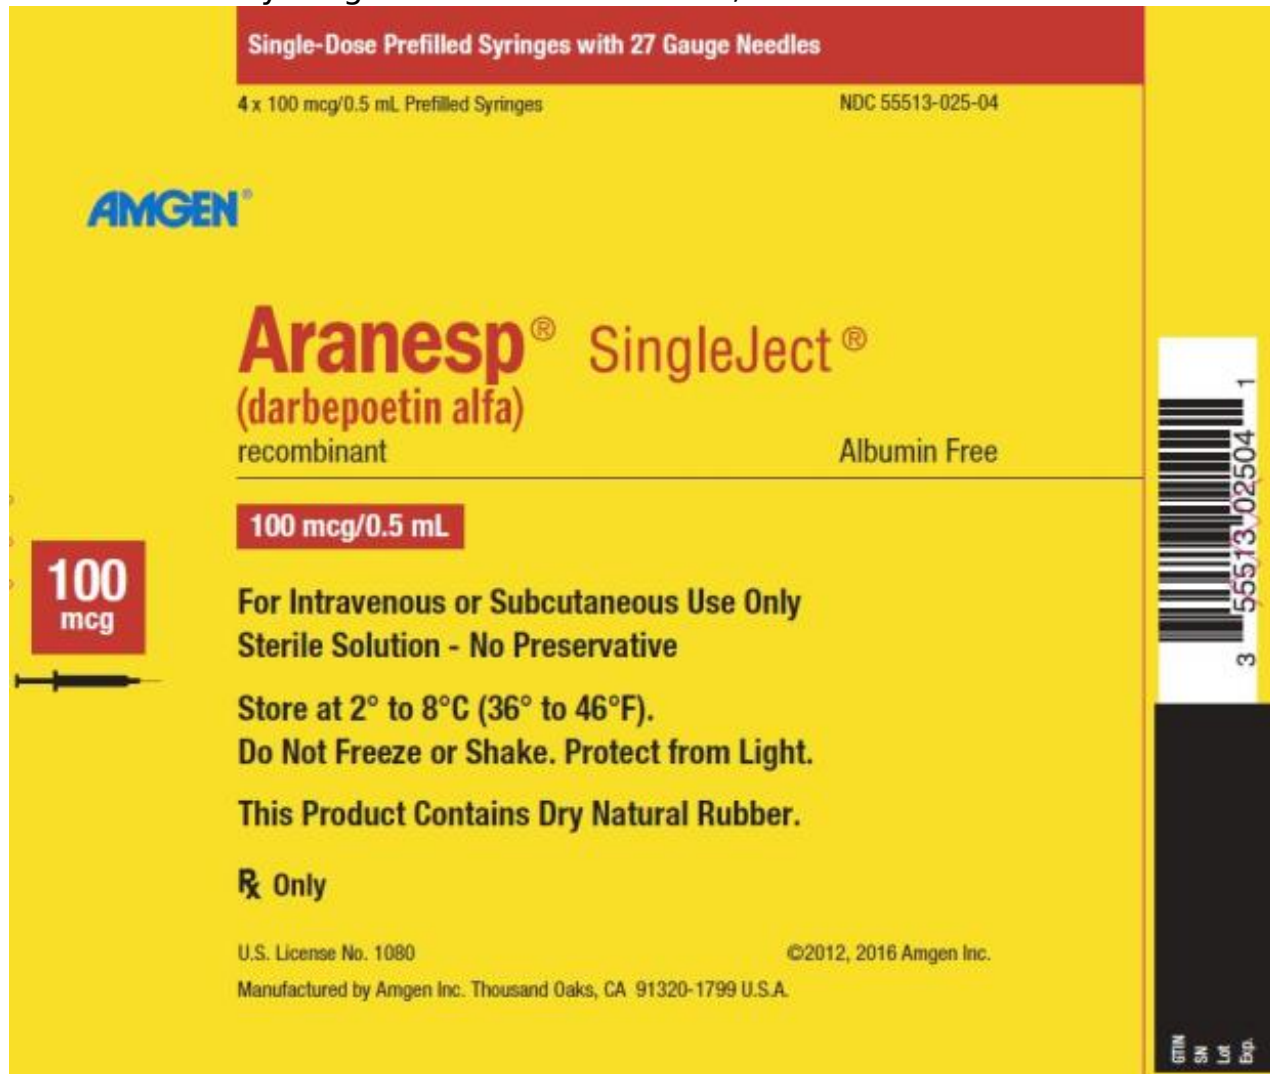 Single-Dose Prefilled Syringes with 27 Gauge Needles
4 x 100 mcg/0.5 mL Prefilled Syringes NDC 55513-025-04
AMGEN®
Aranesp® SingleJect®
(darbepoetin alfa)
recombinant Albumin Free
100 mcg/0.5 mL
100
mcg
For Intravenous or Subcutaneous Use Only
Sterile Solution - No Preservative
Store at 2° to 8°C (36° to 46°F).
Do Not Freeze or Shake. Protect from Light.
This Product Contains Dry Natural Rubber.
℞ Only
U.S. License No. 1080 ©2012, 2016 Amgen Inc.
Manufactured by Amgen Inc. Thousand Oaks, CA 91320-1799 U.S.A.
3 55513 02504 1
GTIN
SN
Lot
Exp.